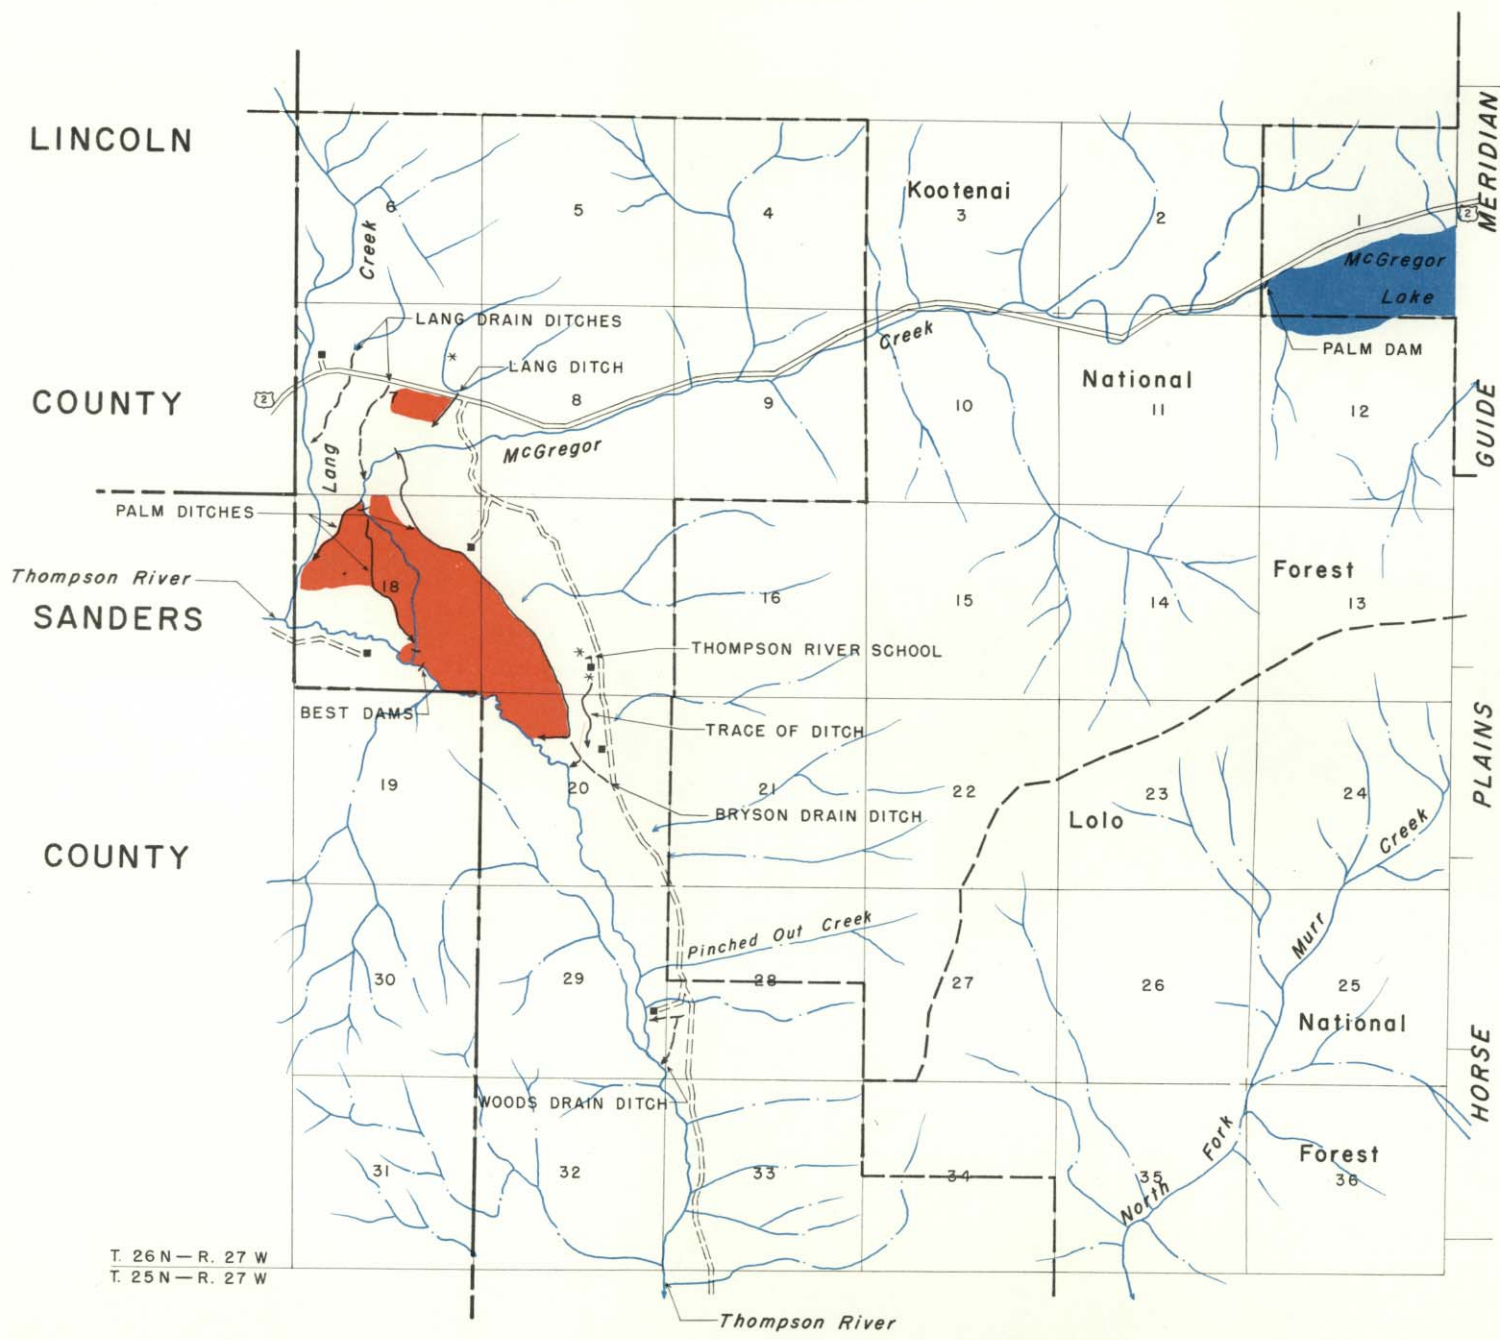 LINCOLN
COUNTY
SANDERS
COUNTY
MERIDIAN
GUIDE
PLAINS
HORSE
6
5
4
Kootenai
3
2
1
2
Creek
McGregor
Lake
LANG DRAIN DITCHES
LANG DITCH
Creek
PALM DAM
National
2
8
9
10
11
12
McGregor
Lang
PALM DITCHES
Thompson River
18
16
15
14
Forest
13
THOMPSON RIVER SCHOOL
BEST DAMS
TRACE OF DITCH
19
20
21
22
23
24
BRYSON DRAIN DITCH
Lolo
Creek
Pinched Out Creek
Murr
30
29
28
27
26
25
National
WOODS DRAIN DITCH
Fork
Forest
31
32
33
34
35
36
North
T. 26 N — R. 27 W
T. 25 N — R. 27 W
Thompson River